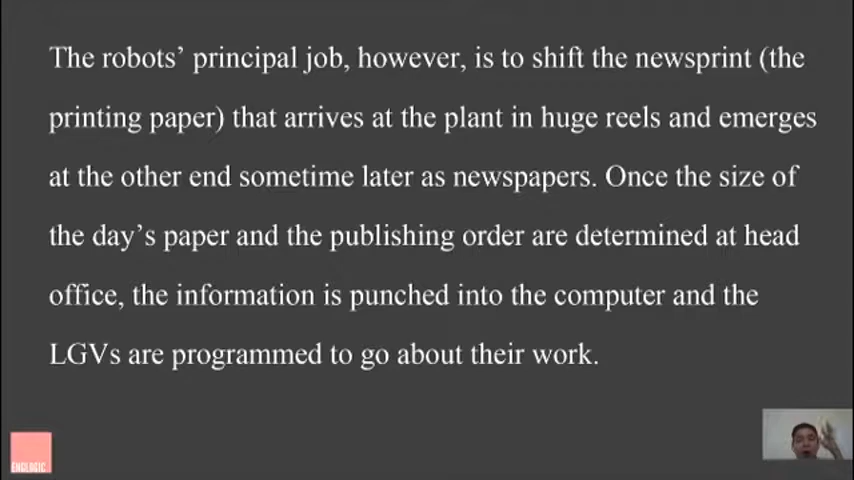 The robots’ principal job, however, is to shift the newsprint (the
printing paper) that arrives at the plant in huge reels and emerges
at the other end sometime later as newspapers. Once the size of
the day’s paper and the publishing order are determined at head
office, the information is punched into the computer and the
LGVs are programmed to go about their work.
ENGLOGIC